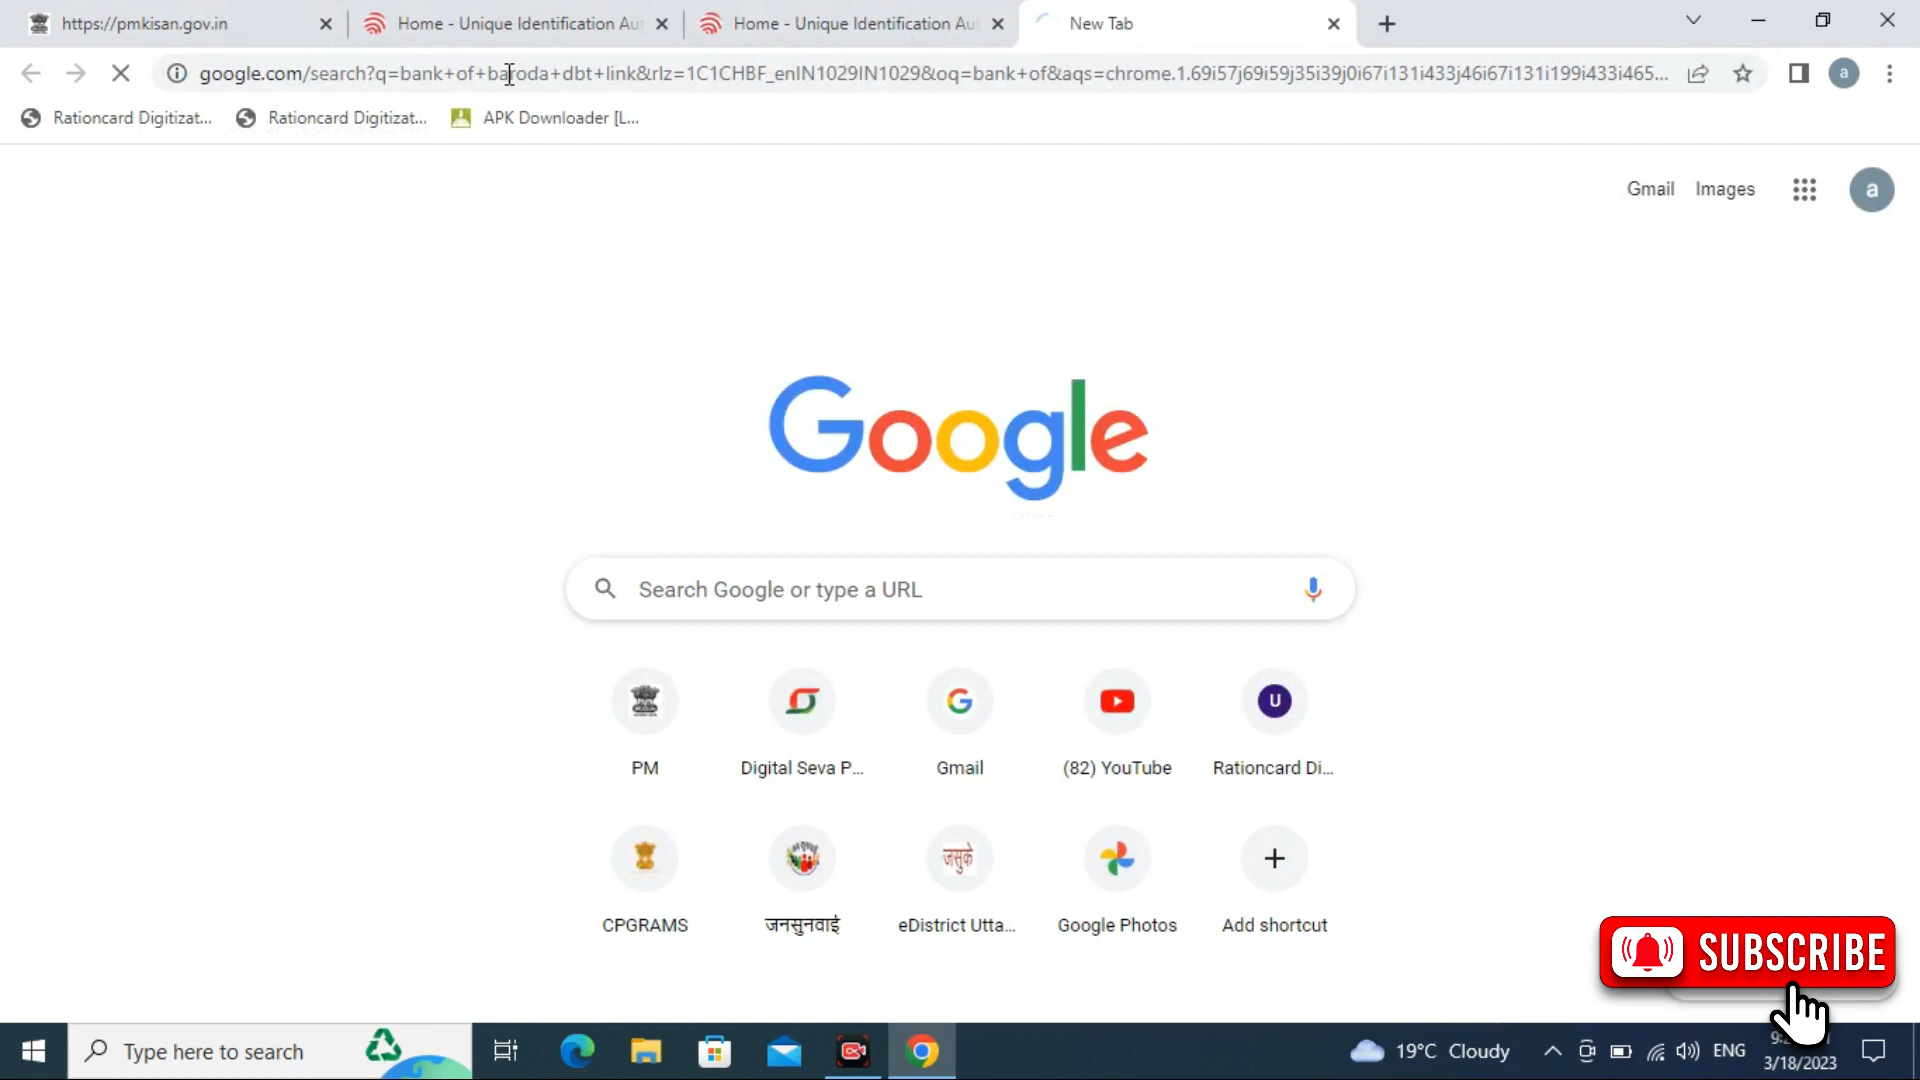 https://pmkisan.gov.in
Home - Unique Identification Au
Home - Unique Identification Au
New Tab
google.com/search?q=bank+of+baroda+dbt+link&rlz=1C1CHBF_enIN1029IN1029&oq=bank+of&aqs=chrome.1.69i57j69i59j35i39j0i67i131i433j46i67i131i199i433i465...
a
Rationcard Digitizat...
Rationcard Digitizat...
APK Downloader [L...
Gmail
Images
a
Google
Search Google or type a URL
U
PM
Digital Seva P...
Gmail
(82) YouTube
Rationcard Di...
जसुके
CPGRAMS
जनसुनवाई
eDistrict Utta...
Google Photos
Add shortcut
SUBSCRIBE
Type here to search
19°C Cloudy
ENG
3/18/2023